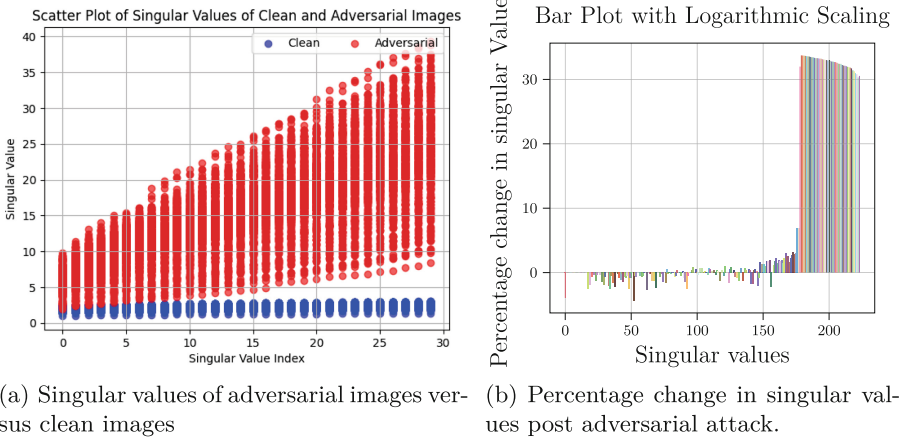 Scatter Plot of Singular Values of Clean and Adversarial Images
Clean Adversarial
Singular Value
40
35
30
25
20
15
10
5
0
0 5 10 15 20 25 30
Singular Value Index
(a) Singular values of adversarial images ver-
sus clean images
Bar Plot with Logarithmic Scaling
Percentage change in singular Value
30
20
10
0
0 50 100 150 200
Singular values
(b) Percentage change in singular val-
ues post adversarial attack.